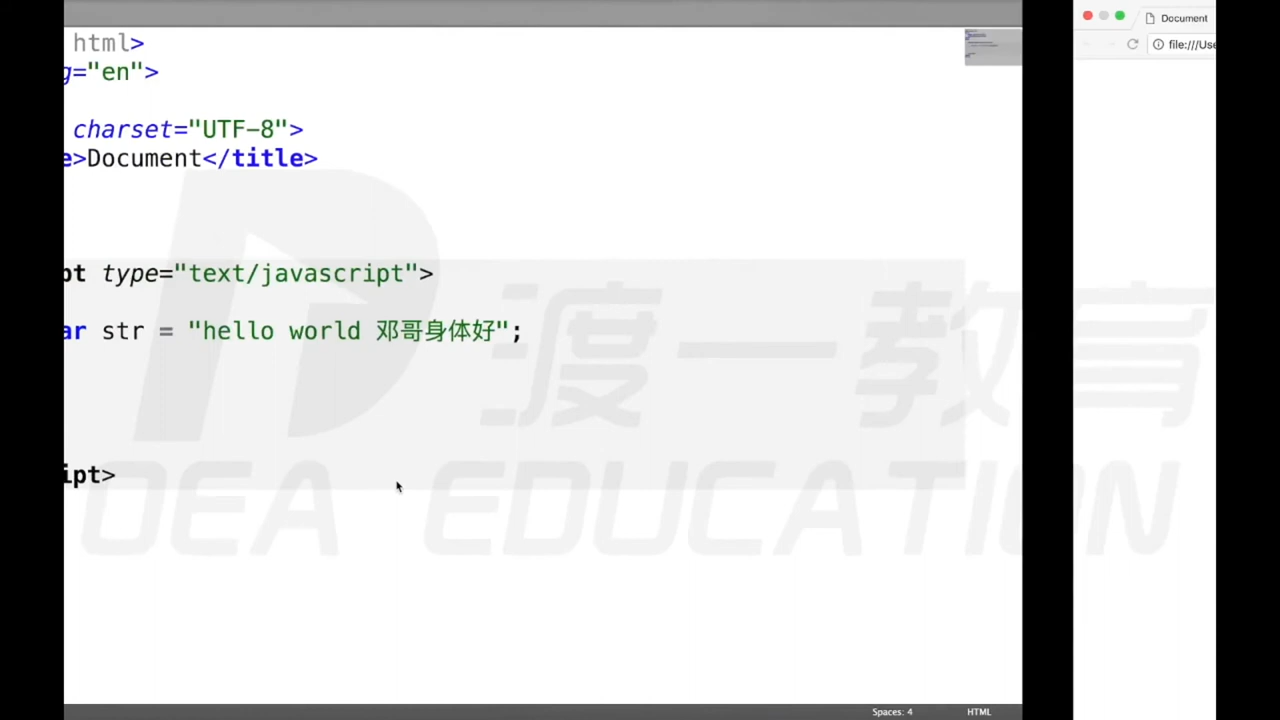 html>
g="en">
charset="UTF-8">
e>Document</title>
pt type="text/javascript">
ar str = "hello world 邓哥身体好";
ipt>
Spaces: 4 HTML
Document
file:///Use
渡一教育
DEA EDUCATION